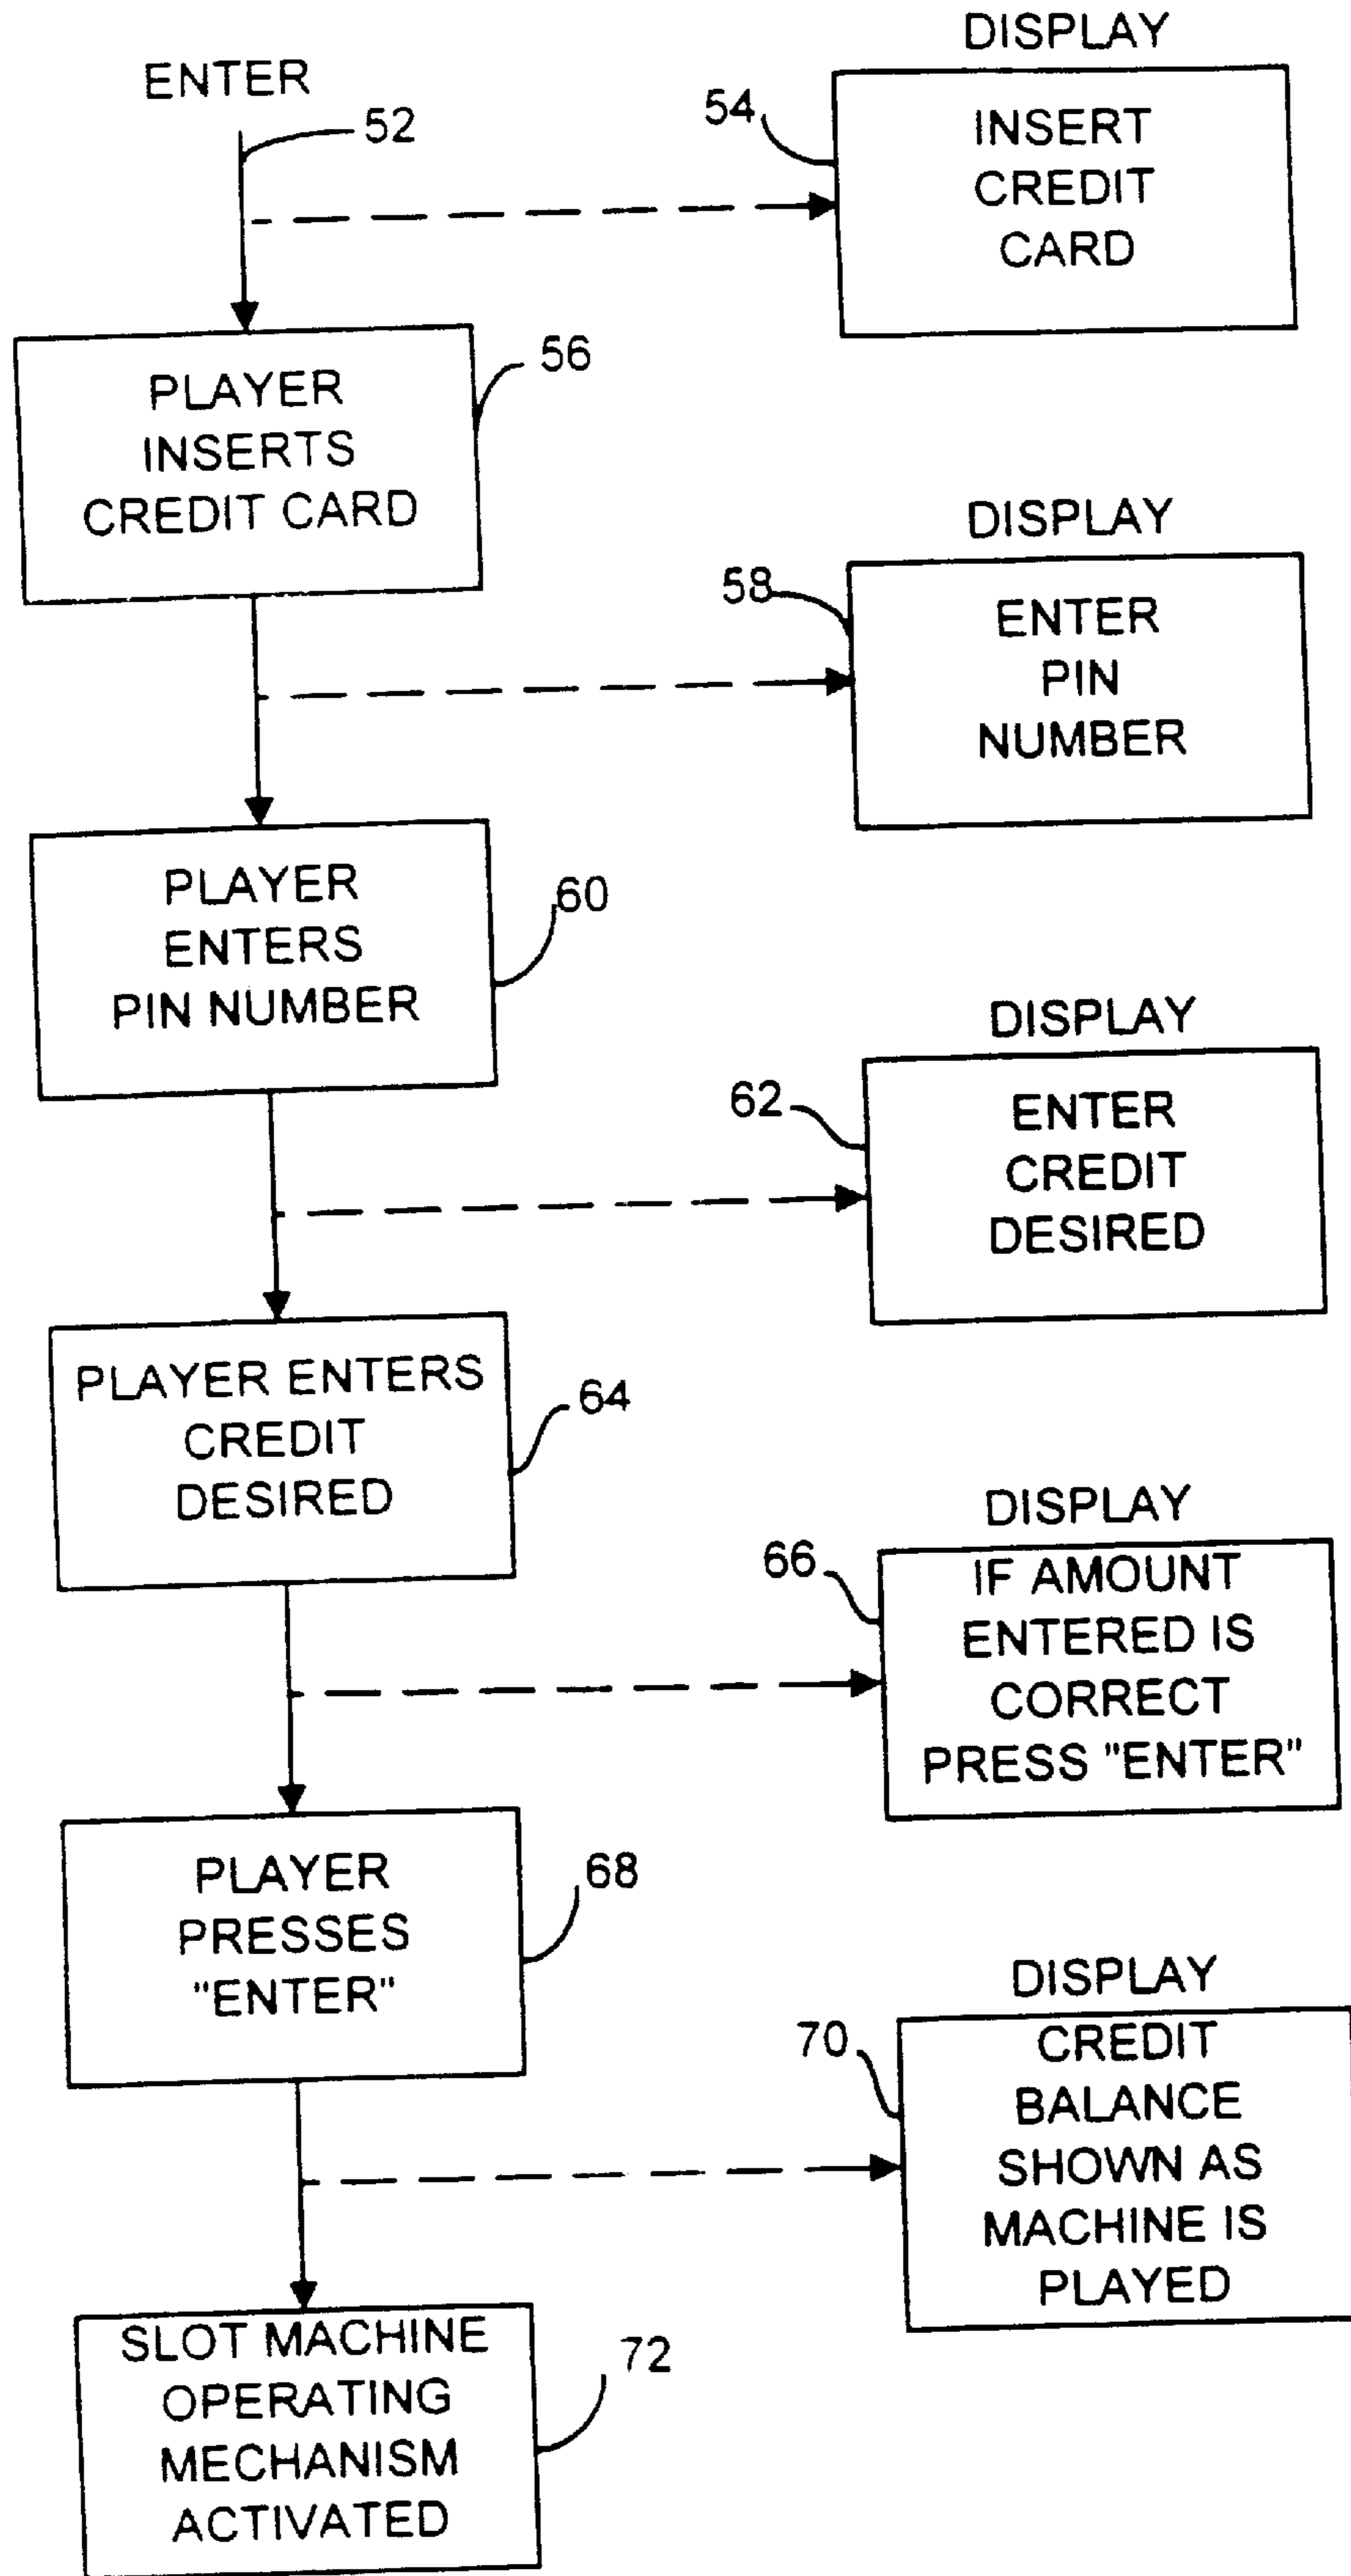 DISPLAY
ENTER
52
54
INSERT
CREDIT
CARD
56
PLAYER
INSERTS
CREDIT CARD
DISPLAY
58
ENTER
PIN
NUMBER
60
PLAYER
ENTERS
PIN NUMBER
DISPLAY
62
ENTER
CREDIT
DESIRED
64
PLAYER ENTERS
CREDIT
DESIRED
DISPLAY
66
IF AMOUNT
ENTERED IS
CORRECT
PRESS "ENTER"
68
PLAYER
PRESSES
"ENTER"
DISPLAY
70
CREDIT
BALANCE
SHOWN AS
MACHINE IS
PLAYED
72
SLOT MACHINE
OPERATING
MECHANISM
ACTIVATED